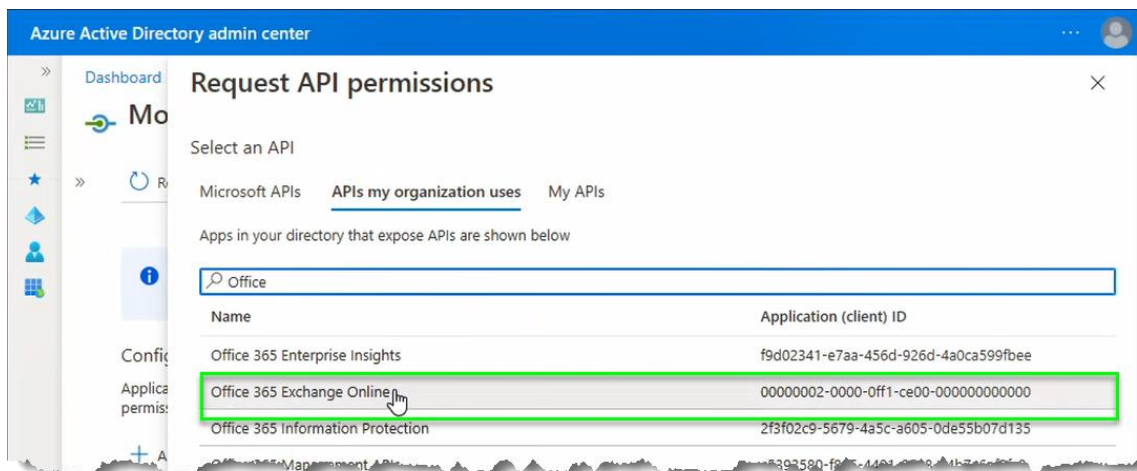 Azure Active Directory admin center
Dashboard
Mo
Request API permissions
Select an API
Microsoft APIs APIs my organization uses My APIs
Apps in your directory that expose APIs are shown below
Office
Name Application (client) ID
Office 365 Enterprise Insights f9d02341-e7aa-456d-926d-4a0ca599fbee
Office 365 Exchange Online 00000002-0000-0ff1-ce00-000000000000
Office 365 Information Protection 2f3f02c9-5679-4a5c-a605-0de55b07d135
Config
Applica
permiss
A